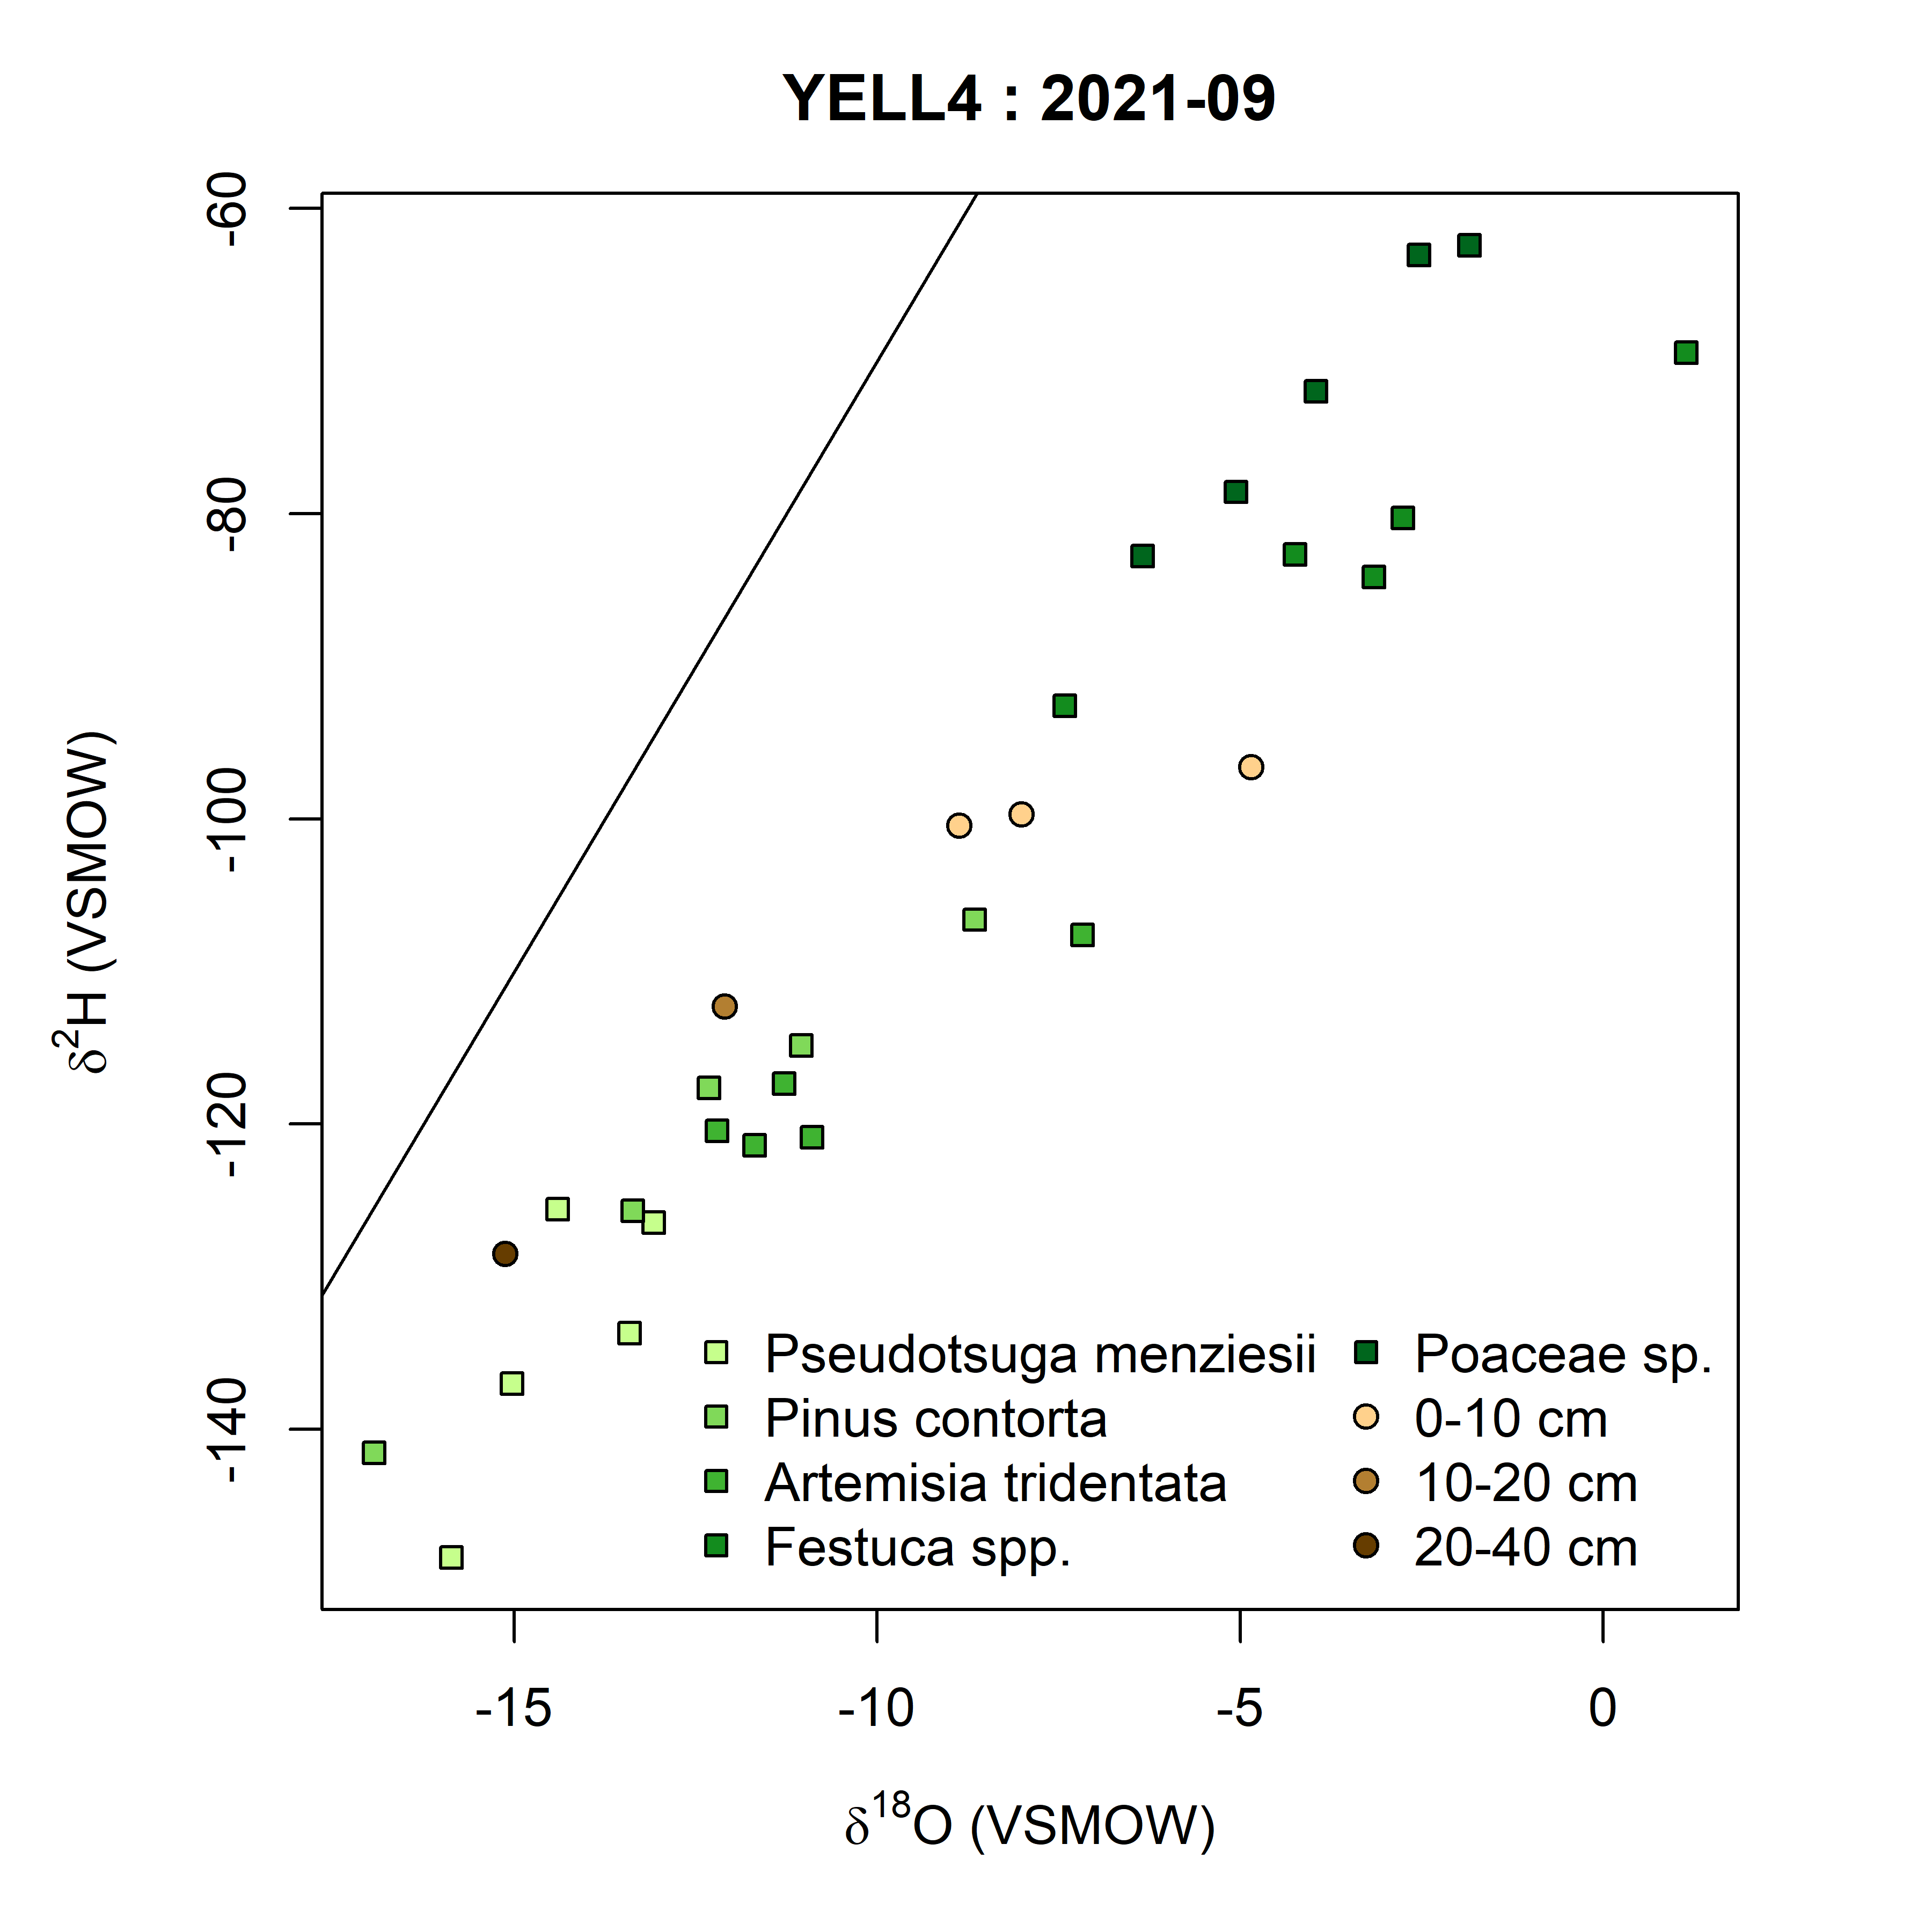 YELL4 : 2021-09
-60
-80
-100
-120
-140
δ²H (VSMOW)
Pseudotsuga menziesii
Pinus contorta
Artemisia tridentata
Festuca spp.
Poaceae sp.
0-10 cm
10-20 cm
20-40 cm
-15 -10 -5 0
δ¹⁸O (VSMOW)